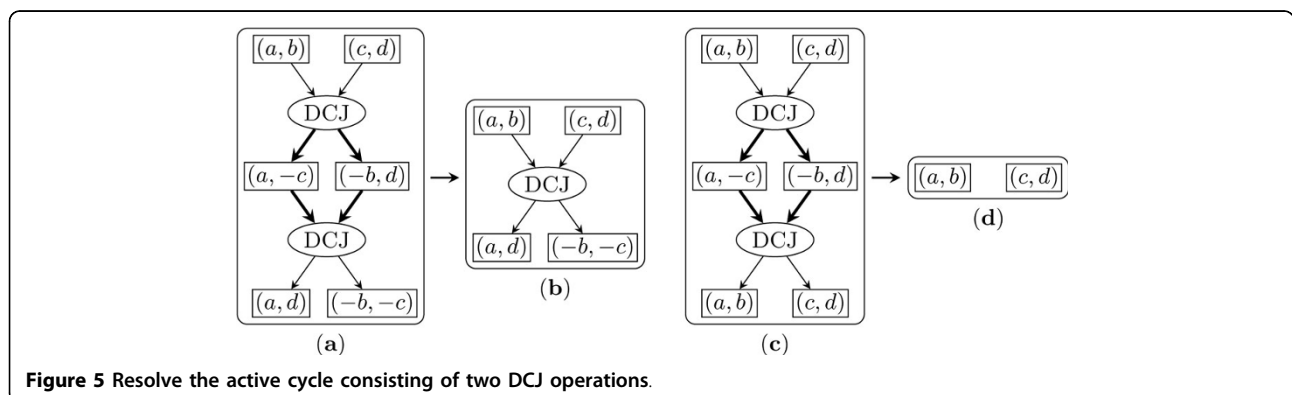 (a, b) (c, d)
DCJ
(a, −c) (−b, d)
DCJ
(a, d) (−b, −c)
(a)
(a, b) (c, d)
DCJ
(a, d) (−b, −c)
(b)
(a, b) (c, d)
DCJ
(a, −c) (−b, d)
DCJ
(a, b) (c, d)
(c)
(a, b) (c, d)
(d)
Figure 5 Resolve the active cycle consisting of two DCJ operations.